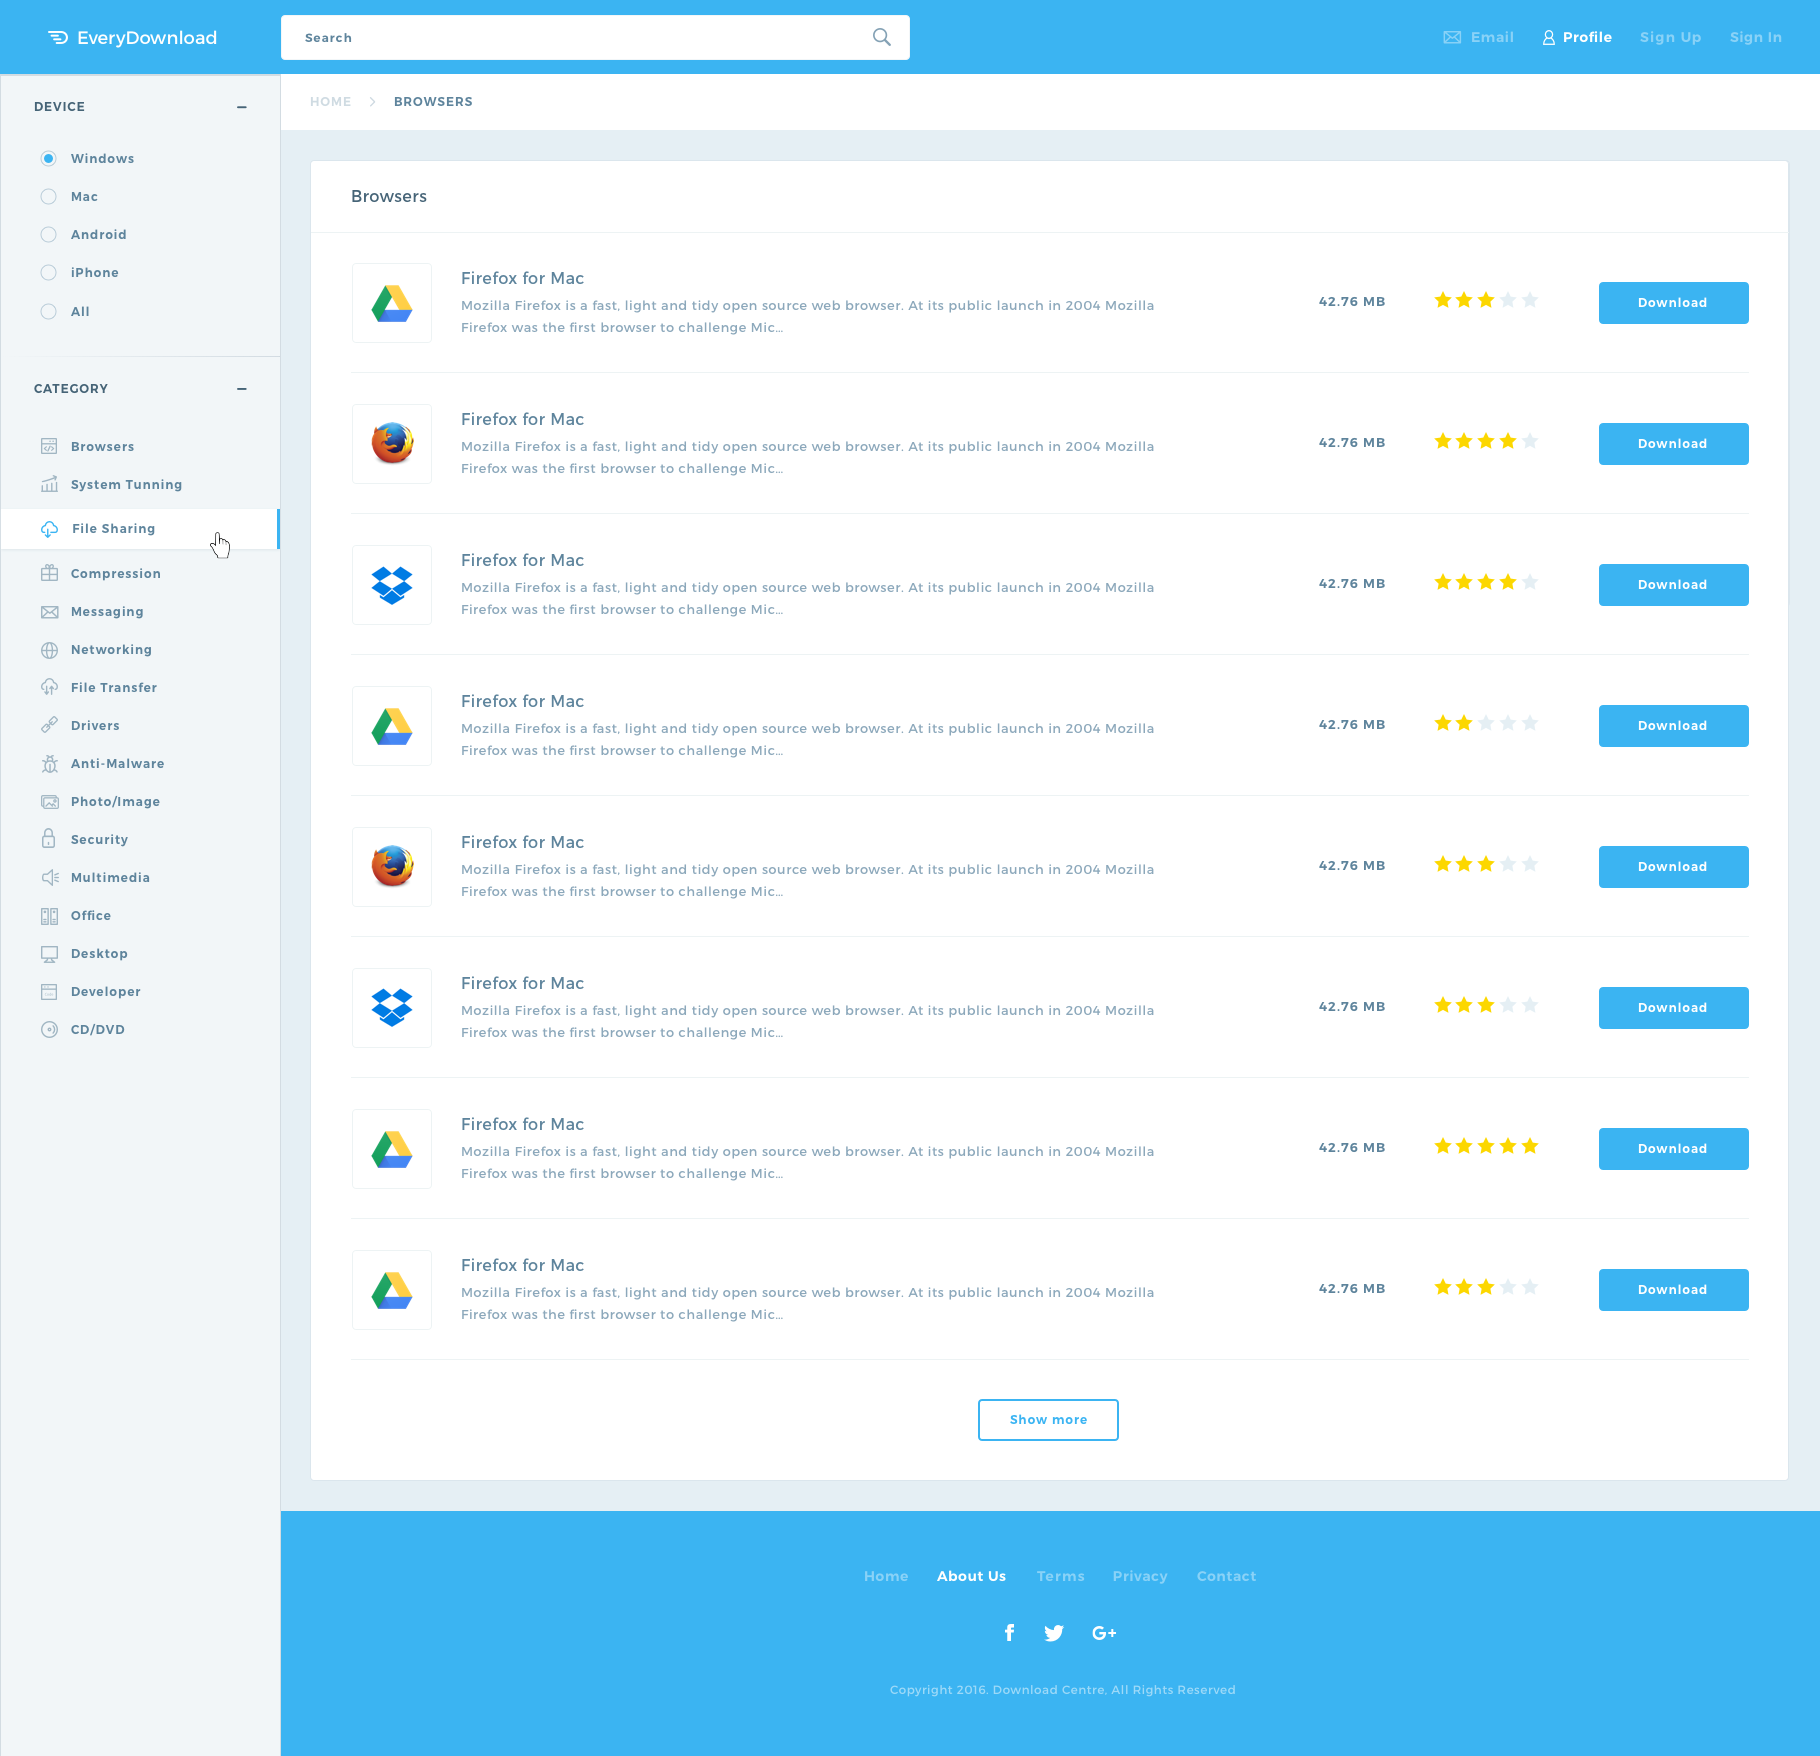 EveryDownload
Search
Email
Profile
Sign Up
Sign In
DEVICE
Windows
Mac
Android
iPhone
All
CATEGORY
Browsers
System Tunning
File Sharing
Compression
Messaging
Networking
File Transfer
Drivers
Anti-Malware
Photo/Image
Security
Multimedia
Office
Desktop
Developer
CD/DVD
HOME
BROWSERS
Browsers
Firefox for Mac
Mozilla Firefox is a fast, light and tidy open source web browser. At its public launch in 2004 Mozilla
Firefox was the first browser to challenge Mic...
42.76 MB
Download
Firefox for Mac
Mozilla Firefox is a fast, light and tidy open source web browser. At its public launch in 2004 Mozilla
Firefox was the first browser to challenge Mic...
42.76 MB
Download
Firefox for Mac
Mozilla Firefox is a fast, light and tidy open source web browser. At its public launch in 2004 Mozilla
Firefox was the first browser to challenge Mic...
42.76 MB
Download
Firefox for Mac
Mozilla Firefox is a fast, light and tidy open source web browser. At its public launch in 2004 Mozilla
Firefox was the first browser to challenge Mic...
42.76 MB
Download
Firefox for Mac
Mozilla Firefox is a fast, light and tidy open source web browser. At its public launch in 2004 Mozilla
Firefox was the first browser to challenge Mic...
42.76 MB
Download
Firefox for Mac
Mozilla Firefox is a fast, light and tidy open source web browser. At its public launch in 2004 Mozilla
Firefox was the first browser to challenge Mic...
42.76 MB
Download
Firefox for Mac
Mozilla Firefox is a fast, light and tidy open source web browser. At its public launch in 2004 Mozilla
Firefox was the first browser to challenge Mic...
42.76 MB
Download
Firefox for Mac
Mozilla Firefox is a fast, light and tidy open source web browser. At its public launch in 2004 Mozilla
Firefox was the first browser to challenge Mic...
42.76 MB
Download
Show more
Home
About Us
Terms
Privacy
Contact
f
G+
Copyright 2016. Download Centre, All Rights Reserved